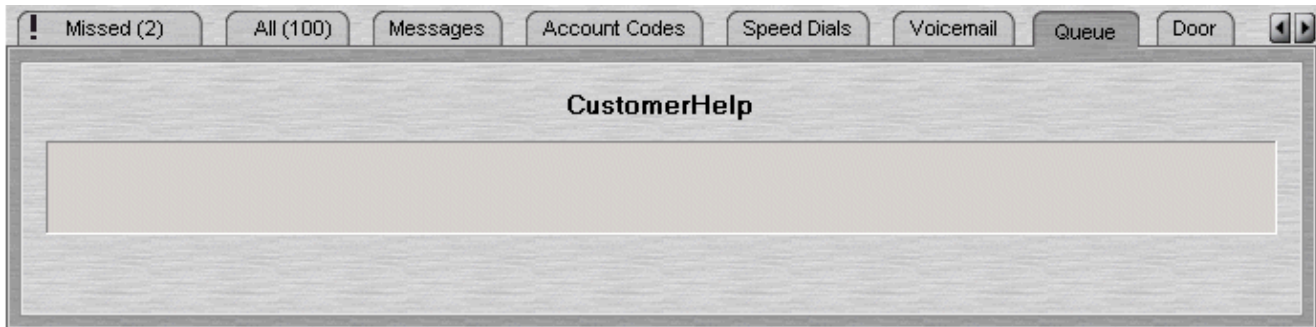 ! Missed (2) All (100) Messages Account Codes Speed Dials Voicemail Queue Door
CustomerHelp